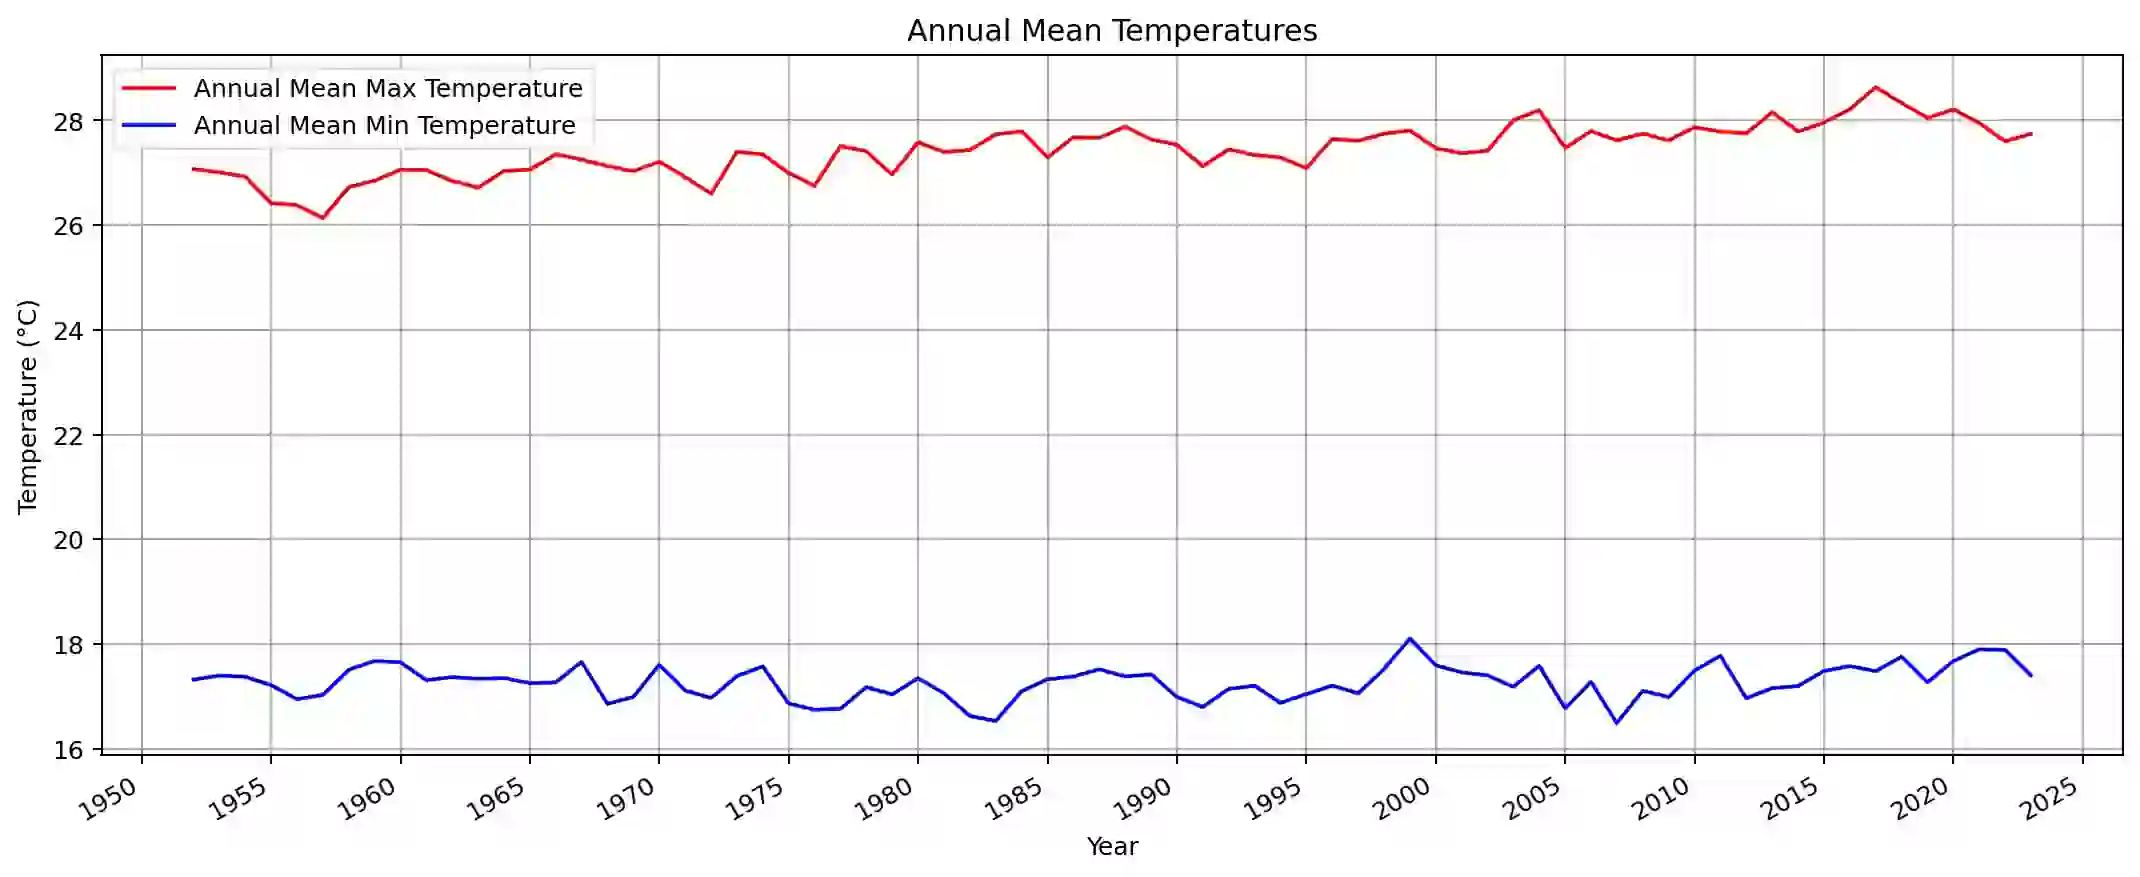 Annual Mean Temperatures
Annual Mean Max Temperature
Annual Mean Min Temperature
28
26
24
22
20
18
16
Temperature (°C)
1950 1955 1960 1965 1970 1975 1980 1985 1990 1995 2000 2005 2010 2015 2020 2025
Year